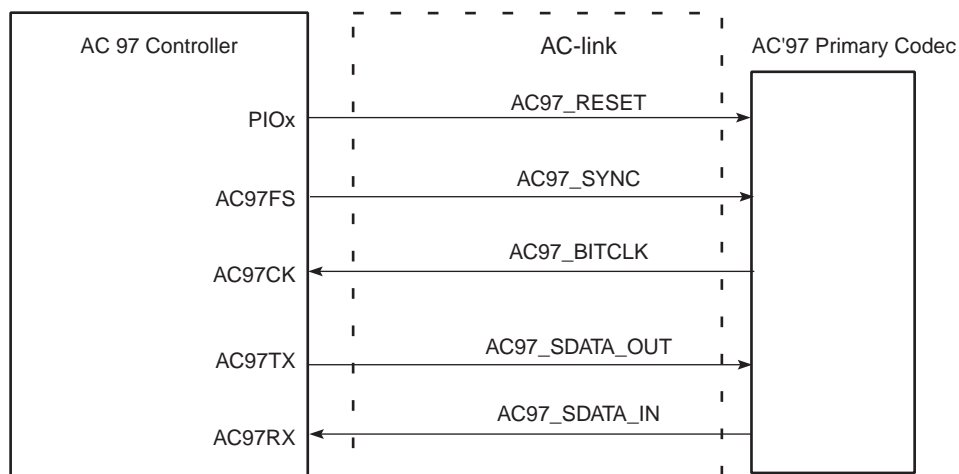 AC 97 Controller
AC-link
AC'97 Primary Codec
PIOx
AC97_RESET
AC97FS
AC97_SYNC
AC97CK
AC97_BITCLK
AC97TX
AC97_SDATA_OUT
AC97RX
AC97_SDATA_IN